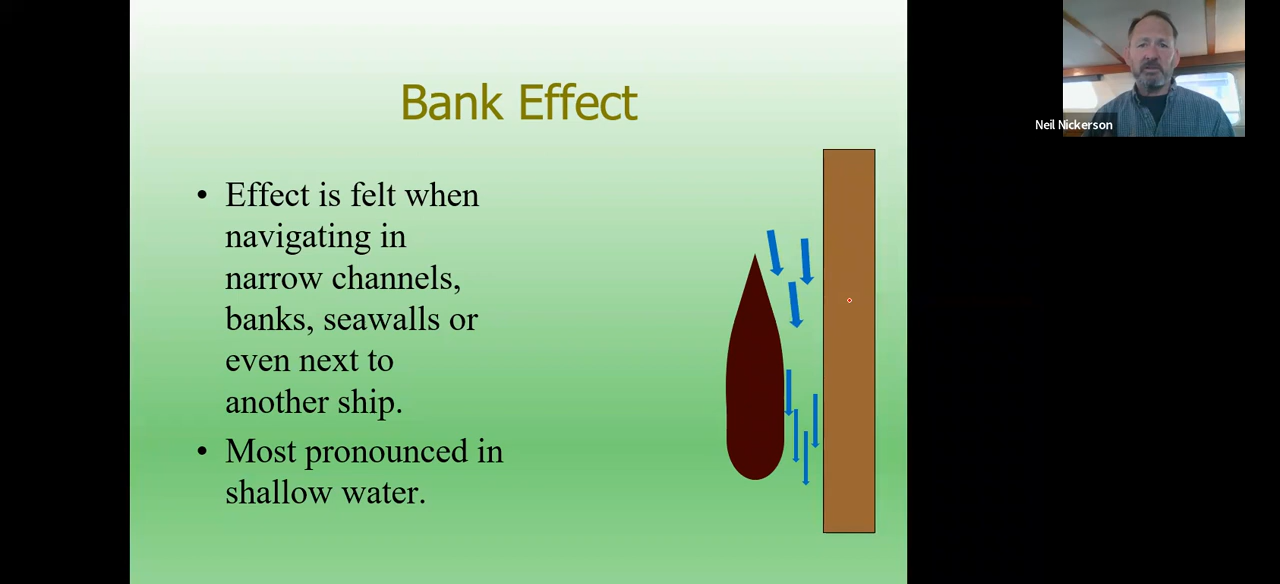 Bank Effect
• Effect is felt when
navigating in
narrow channels,
banks, seawalls or
even next to
another ship.
• Most pronounced in
shallow water.
Neil Nickerson